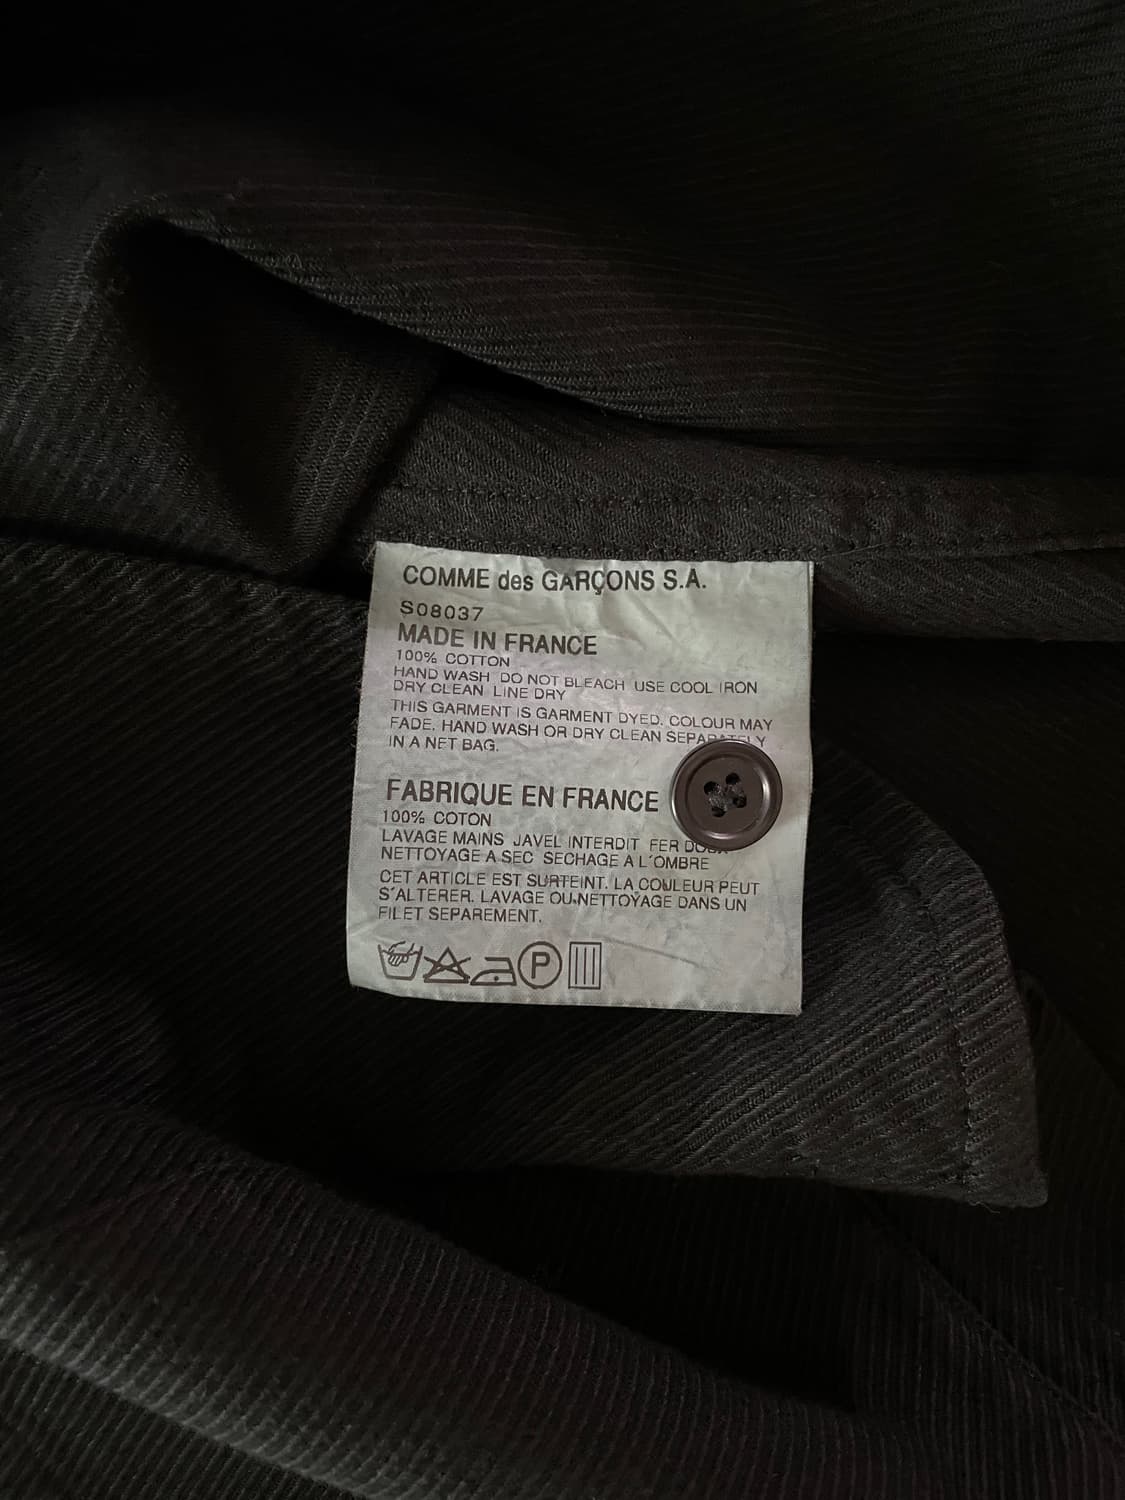 COMME des GARÇONS S.A.
S08037
MADE IN FRANCE
100% COTTON
HAND WASH DO NOT BLEACH USE COOL IRON
DRY CLEAN LINE DRY
THIS GARMENT IS GARMENT DYED. COLOUR MAY
FADE. HAND WASH OR DRY CLEAN SEPARATELY
IN A NET BAG.
FABRIQUE EN FRANCE
100% COTON
LAVAGE MAINS JAVEL INTERDIT FER DOUX
NETTOYAGE A SEC SECHAGE A L'OMBRE
CET ARTICLE EST SURTEINT. LA COULEUR PEUT
S'ALTERER. LAVAGE OU NETTOYAGE DANS UN
FILET SEPAREMENT.
P